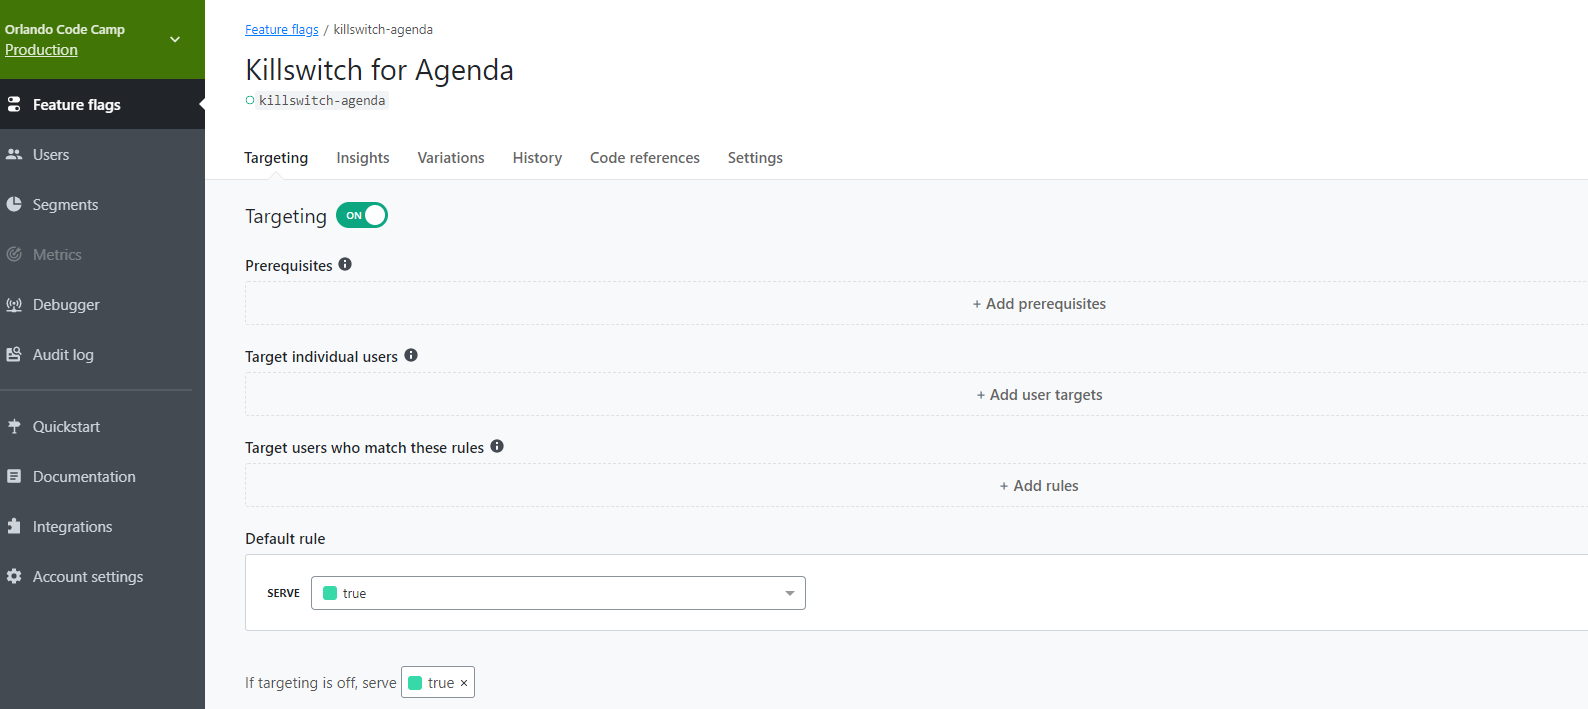 Orlando Code Camp
Production
Feature flags
Users
Segments
Metrics
Debugger
Audit log
Quickstart
Documentation
Integrations
Account settings
Feature flags / killswitch-agenda
Killswitch for Agenda
killswitch-agenda
Targeting Insights Variations History Code references Settings
Targeting ON
Prerequisites
+ Add prerequisites
Target individual users
+ Add user targets
Target users who match these rules
+ Add rules
Default rule
SERVE true
If targeting is off, serve true ×